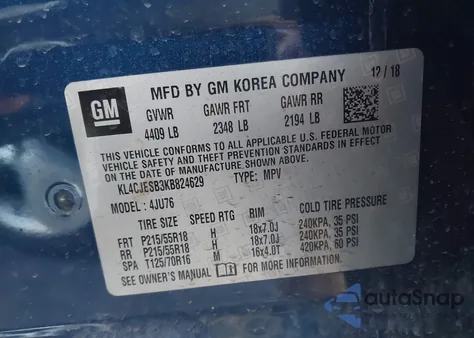 MFD BY GM KOREA COMPANY 12/18
GM
GVWR GAWR FRT GAWR RR
4409 LB 2348 LB 2194 LB
THIS VEHICLE CONFORMS TO ALL APPLICABLE U.S. FEDERAL MOTOR
VEHICLE SAFETY, BUMPER, AND THEFT PREVENTION STANDARDS IN
EFFECT ON THE DATE OF MANUFACTURE SHOWN ABOVE.
KL4CJESB3KB824629 TYPE: MPV
MODEL: 4JU76
TIRE SIZE SPEED RTG RIM COLD TIRE PRESSURE
FRT P215/55R18 H 18x7.0J 240KPA, 35 PSI
RR P215/55R18 H 18x7.0J 240KPA, 35 PSI
SPA T125/70R16 M 16x4.0T 420KPA, 60 PSI
SEE OWNER'S MANUAL FOR MORE INFORMATION.
autoSnap